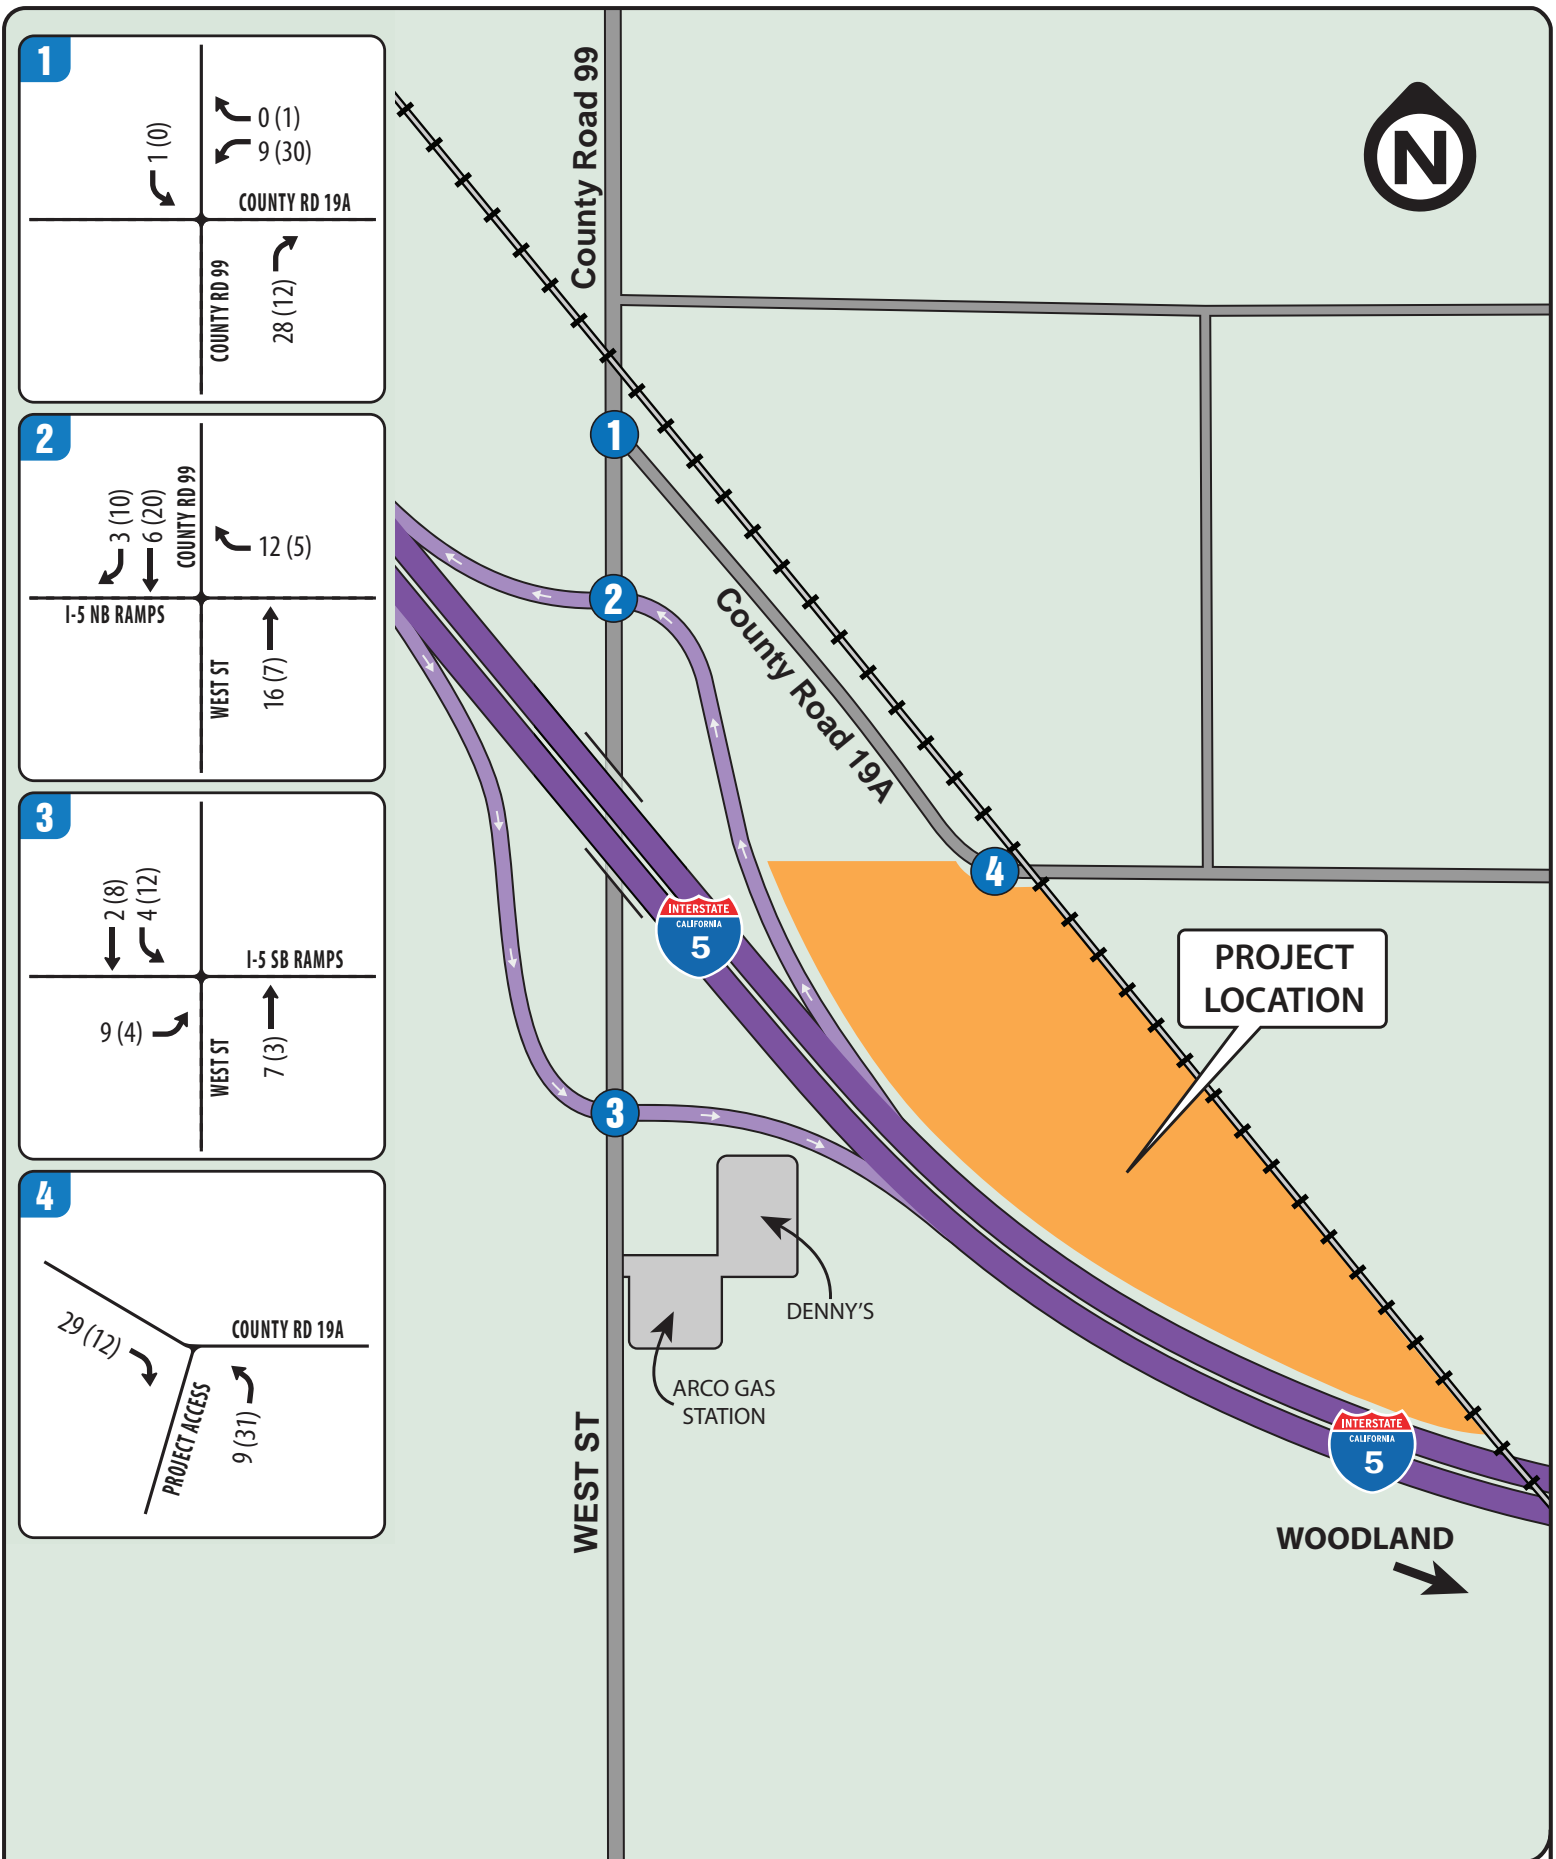 1
0 (1)
9 (30)
1 (0)
COUNTY RD 19A
COUNTY RD 99
28 (12)
2
3 (10)
6 (20)
COUNTY RD 99
12 (5)
I-5 NB RAMPS
WEST ST
16 (7)
3
2 (8)
4 (12)
I-5 SB RAMPS
9 (4)
WEST ST
7 (3)
4
29 (12)
COUNTY RD 19A
PROJECT ACCESS
9 (31)
County Road 99
N
1
2
County Road 19A
4
INTERSTATE
CALIFORNIA
5
PROJECT
LOCATION
3
DENNY'S
ARCO GAS
STATION
WEST ST
INTERSTATE
CALIFORNIA
5
WOODLAND